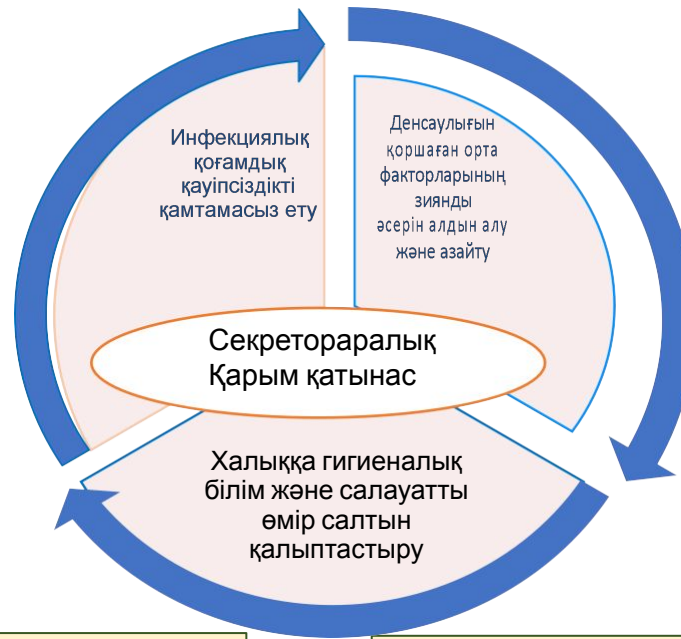 Инфекциялық
қоғамдық
қауіпсіздікті
қамтамасыз ету
Денсаулығын
қоршаған орта
факторларының
зиянды
әсерін алдын алу
және азайту
Секретораралық
Қарым қатынас
Халыққа гигиеналық
білім және салауатты
өмір салтын
қалыптастыру